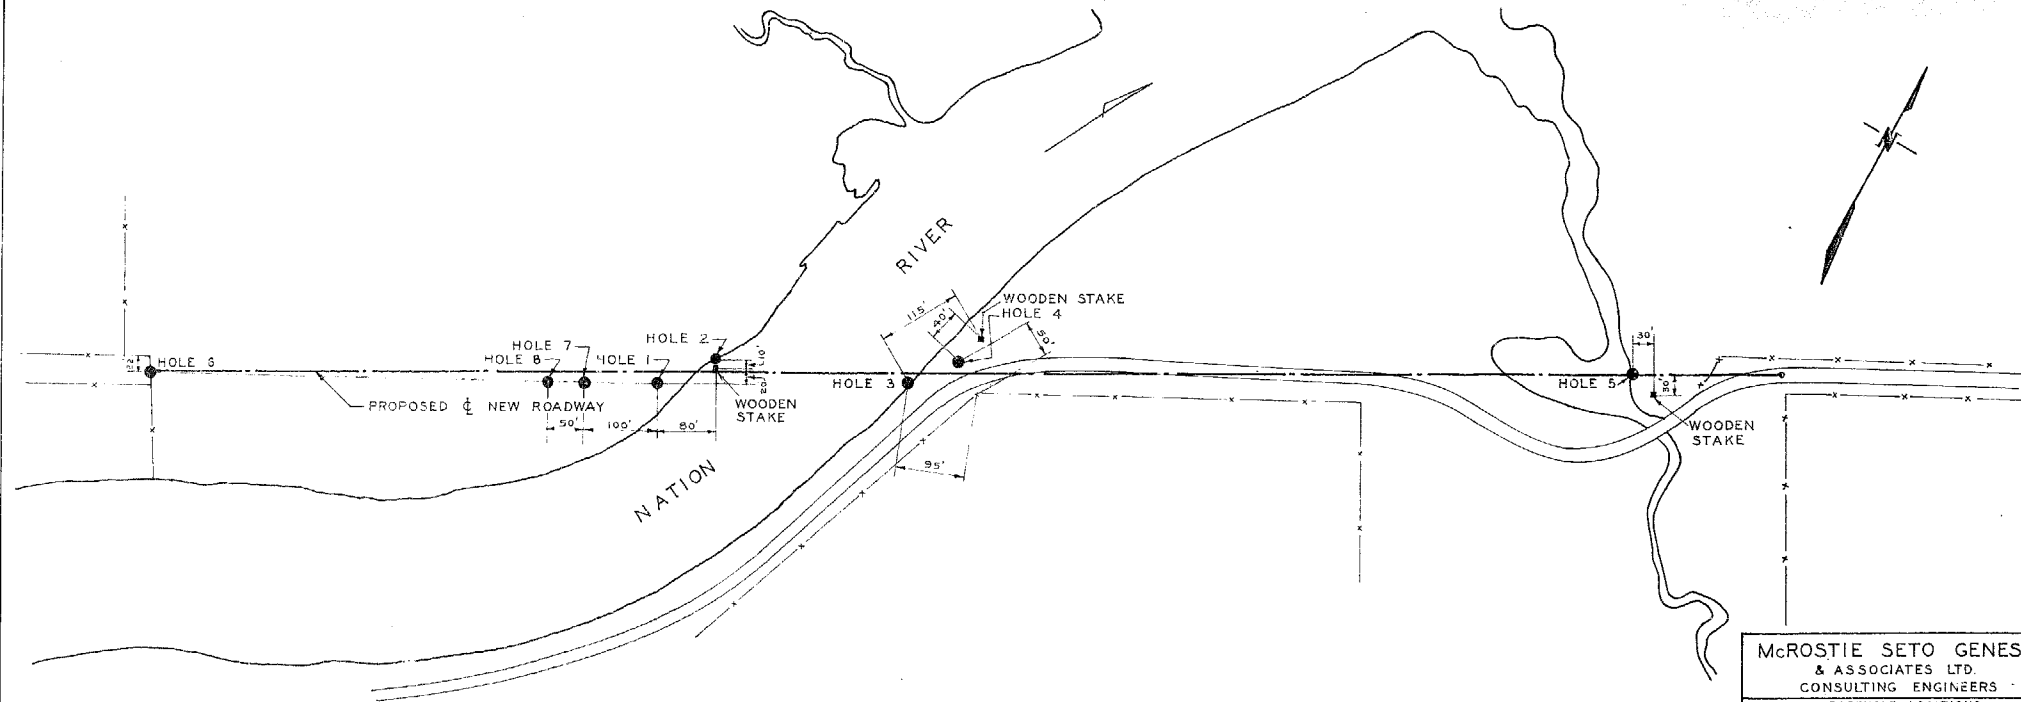 N
RIVER
WOODEN STAKE
HOLE 4
115'
40'
50'
HOLE 2
HOLE 7
HOLE 8
HOLE 1
10'
20'
HOLE 6
HOLE 3
HOLE 5
30'
30'
PROPOSED ℄ NEW ROADWAY
WOODEN
STAKE
50'
100'
80'
WOODEN
STAKE
95'
NATION
McROSTIE SETO GENES
& ASSOCIATES LTD.
CONSULTING ENGINEERS